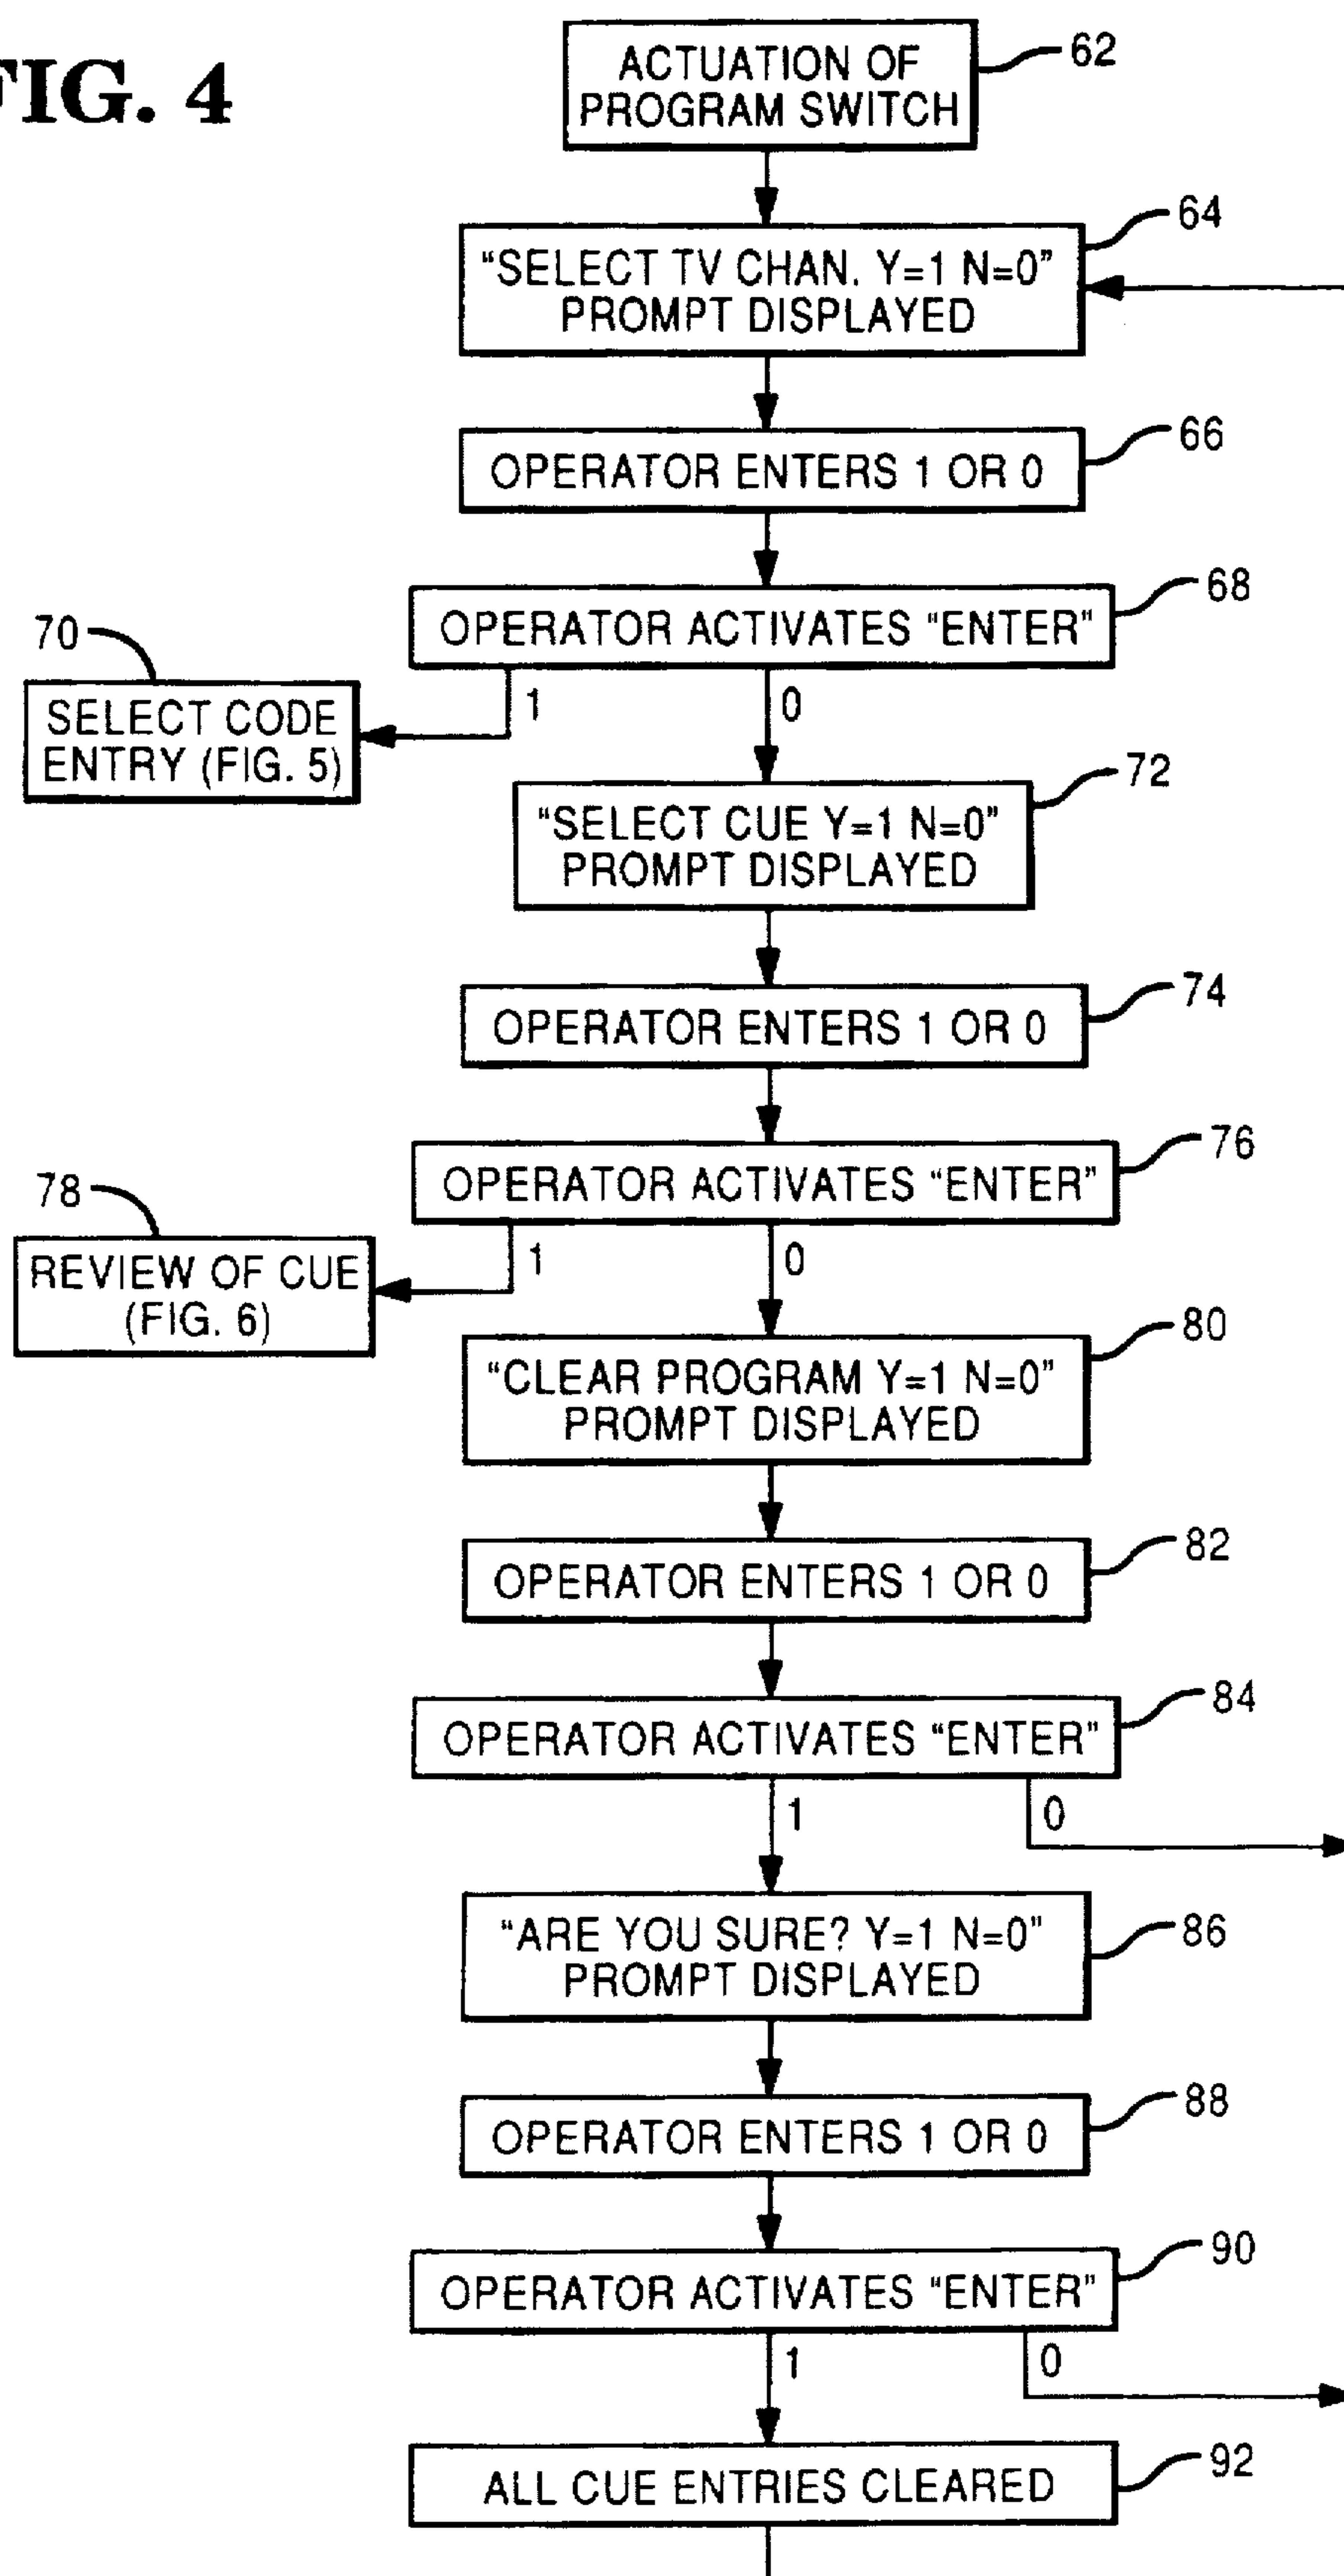 FIG. 4
ACTUATION OF
PROGRAM SWITCH
62
"SELECT TV CHAN. Y=1 N=0"
PROMPT DISPLAYED
64
OPERATOR ENTERS 1 OR 0
66
OPERATOR ACTIVATES "ENTER"
68
70
1
0
SELECT CODE
ENTRY (FIG. 5)
"SELECT CUE Y=1 N=0"
PROMPT DISPLAYED
72
OPERATOR ENTERS 1 OR 0
74
OPERATOR ACTIVATES "ENTER"
76
78
1
0
REVIEW OF CUE
(FIG. 6)
"CLEAR PROGRAM Y=1 N=0"
PROMPT DISPLAYED
80
OPERATOR ENTERS 1 OR 0
82
OPERATOR ACTIVATES "ENTER"
84
1
0
"ARE YOU SURE? Y=1 N=0"
PROMPT DISPLAYED
86
OPERATOR ENTERS 1 OR 0
88
OPERATOR ACTIVATES "ENTER"
90
1
0
ALL CUE ENTRIES CLEARED
92